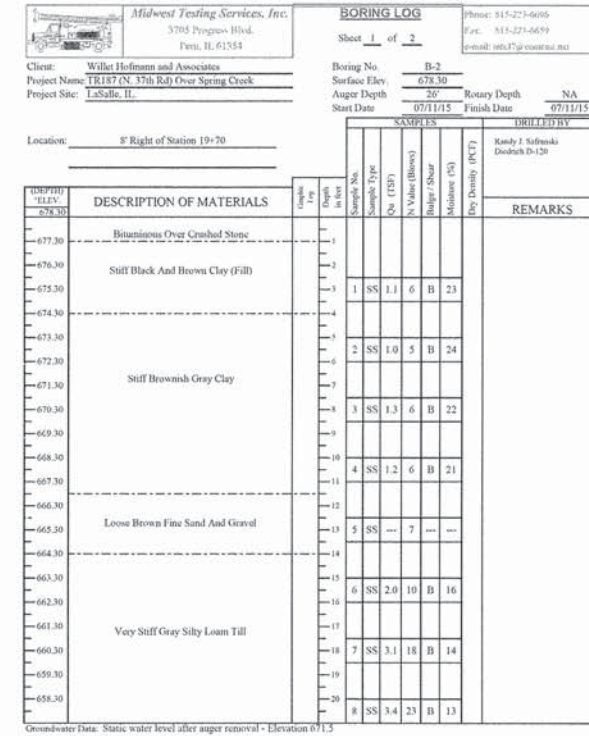 Midwest Testing Services, Inc.
3705 Progress Blvd.
Peru, IL 61354
BORING LOG
Sheet 1 of 2
Phone: 815-223-6696
Fax: 815-223-6659
e-mail:
Client: Willet Hofmann and Associates
Project Name TR187 (N. 37th Rd) Over Spring Creek
Project Site: LaSalle, IL.
Boring No. B-2
Surface Elev. 678.30
Auger Depth 26' Rotary Depth NA
Start Date 07/11/15 Finish Date 07/11/15
Location: 8' Right of Station 19+70
SAMPLES
DRILLED BY
Randy J. Safranski
Diedrich D-120
(DEPTH)
ELEV.
678.30
DESCRIPTION OF MATERIALS
Graphic Log
Depth in feet
Sample No.
Sample Type
Qu (TSF)
N Value (Blows)
Bulge / Shear
Moisture (%)
Dry Density (PCF)
REMARKS
Bituminous Over Crushed Stone
677.30 1
676.30 2
Stiff Black And Brown Clay (Fill)
675.30 3 1 SS 1.1 6 B 23
674.30 4
673.30 5
2 SS 1.0 5 B 24
672.30 6
Stiff Brownish Gray Clay
671.30 7
670.30 8 3 SS 1.3 6 B 22
669.30 9
668.30 10
4 SS 1.2 6 B 21
667.30 11
666.30 12
Loose Brown Fine Sand And Gravel
665.30 13 5 SS --- 7 --- ---
664.30 14
663.30 15
6 SS 2.0 10 B 16
662.30 16
661.30 17
Very Stiff Gray Silty Loam Till
660.30 18 7 SS 3.1 18 B 14
659.30 19
658.30 20
8 SS 3.4 23 B 13
Groundwater Data: Static water level after auger removal - Elevation 671.5